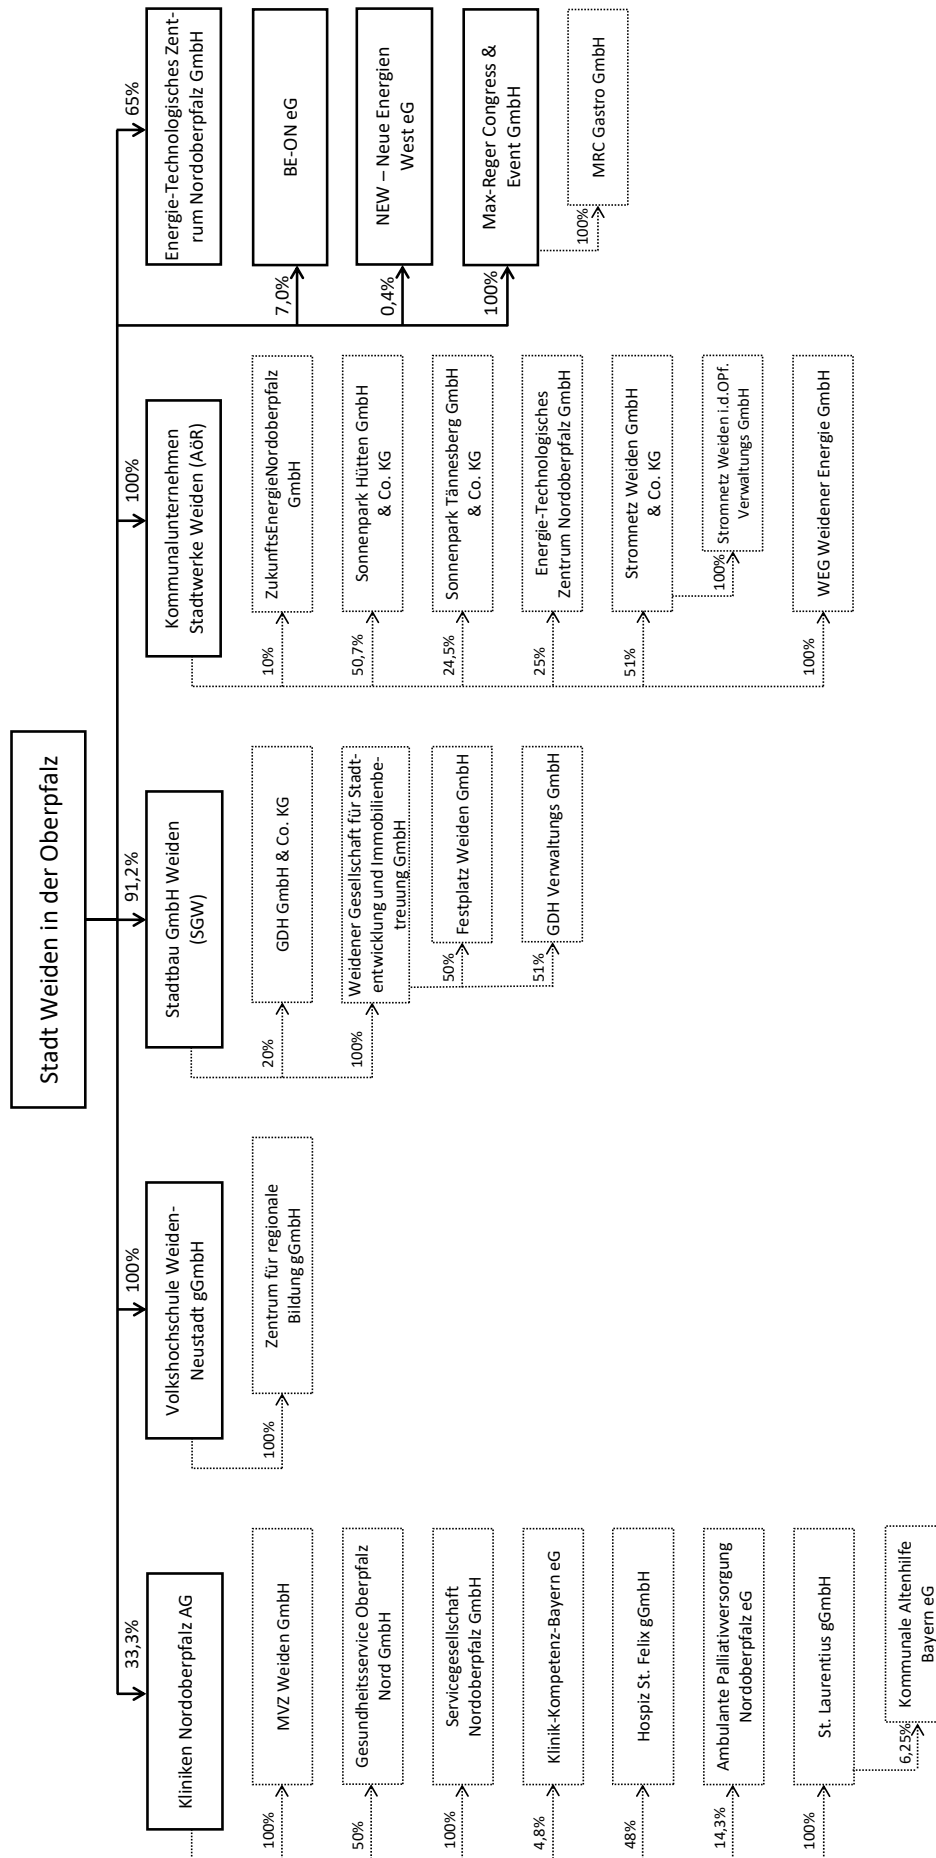 Stadt Weiden in der Oberpfalz
33,3%
Kliniken Nordoberpfalz AG
100%
MVZ Weiden GmbH
50%
Gesundheitsservice Oberpfalz
Nord GmbH
100%
Servicegesellschaft
Nordoberpfalz GmbH
4,8%
Klinik-Kompetenz-Bayern eG
48%
Hospiz St. Felix gGmbH
14,3%
Ambulante Palliativversorgung
Nordoberpfalz eG
100%
St. Laurentius gGmbH
6,25%
Kommunale Altenhilfe
Bayern eG
100%
Volkshochschule Weiden-
Neustadt gGmbH
100%
Zentrum für regionale
Bildung gGmbH
91,2%
Stadtbau GmbH Weiden
(SGW)
20%
GDH GmbH & Co. KG
100%
Weidener Gesellschaft für Stadt-
entwicklung und Immobilienbe-
treuung GmbH
50%
Festplatz Weiden GmbH
51%
GDH Verwaltungs GmbH
100%
Kommunalunternehmen
Stadtwerke Weiden (AöR)
10%
ZukunftsEnergieNordoberpfalz
GmbH
50,7%
Sonnenpark Hütten GmbH
& Co. KG
24,5%
Sonnenpark Tännesberg GmbH
& Co. KG
25%
Energie-Technologisches
Zentrum Nordoberpfalz GmbH
51%
Stromnetz Weiden GmbH
& Co. KG
100%
Stromnetz Weiden i.d.OPf.
Verwaltungs GmbH
100%
WEG Weidener Energie GmbH
65%
Energie-Technologisches Zent-
rum Nordoberpfalz GmbH
7,0%
BE-ON eG
0,4%
NEW – Neue Energien
West eG
100%
Max-Reger Congress &
Event GmbH
100%
MRC Gastro GmbH